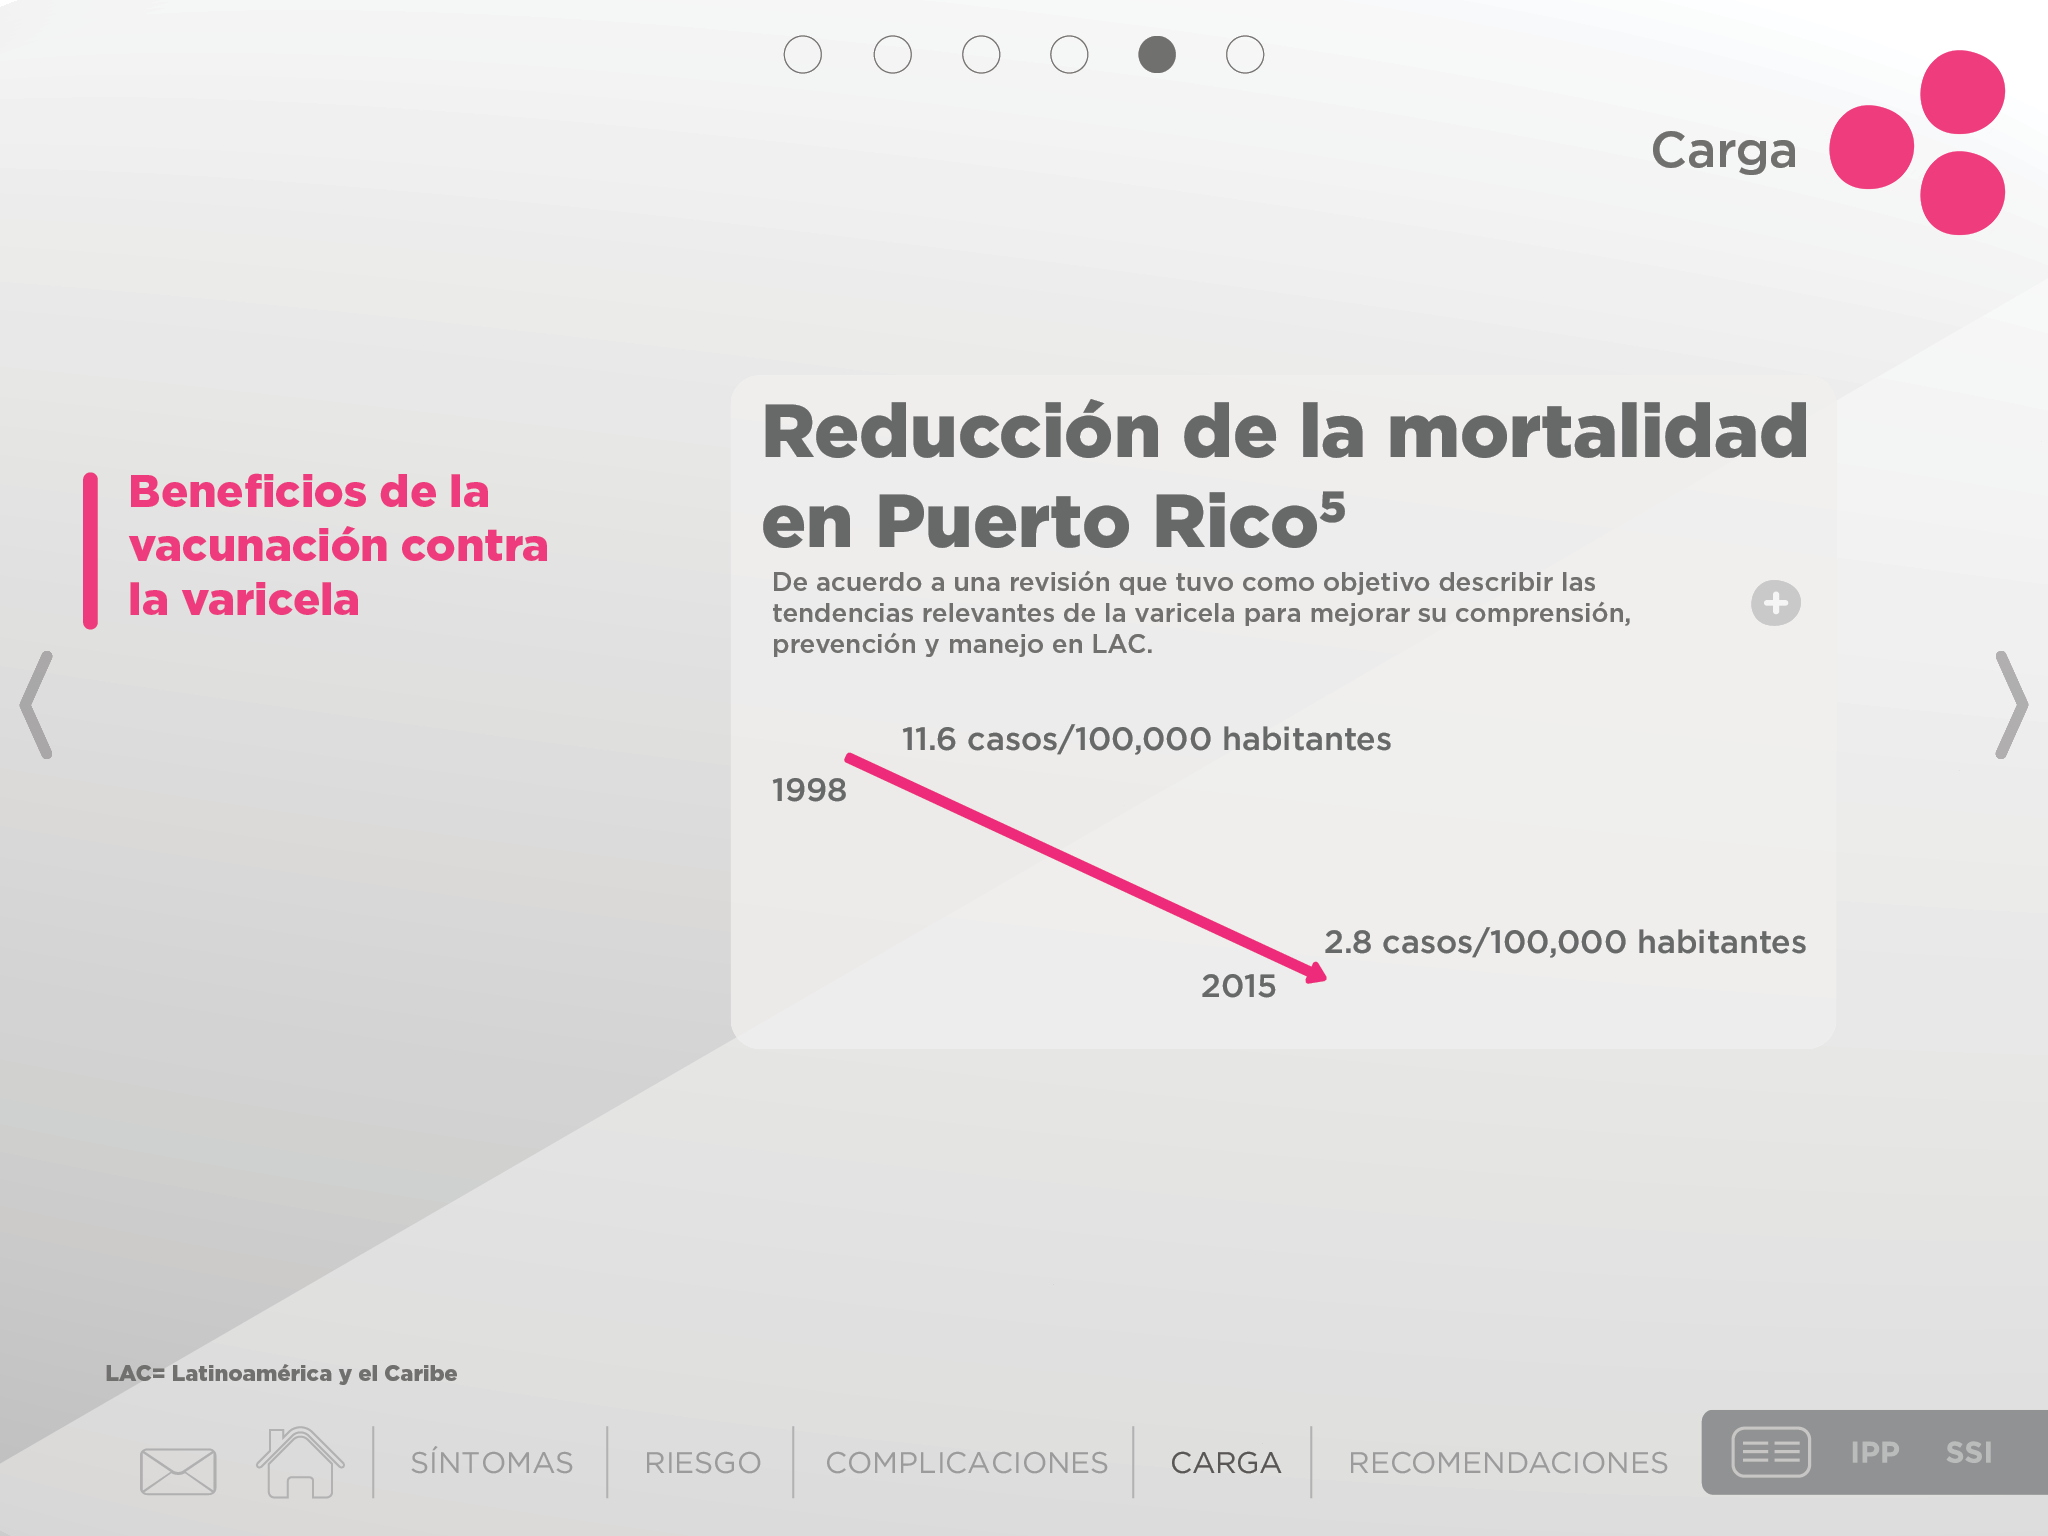 Carga
Beneficios de la
vacunación contra
la varicela
Reducción de la mortalidad
en Puerto Rico⁵
De acuerdo a una revisión que tuvo como objetivo describir las
tendencias relevantes de la varicela para mejorar su comprensión,
prevención y manejo en LAC.
11.6 casos/100,000 habitantes
1998
2.8 casos/100,000 habitantes
2015
LAC= Latinoamérica y el Caribe
SÍNTOMAS
RIESGO
COMPLICACIONES
CARGA
RECOMENDACIONES
IPP
SSI